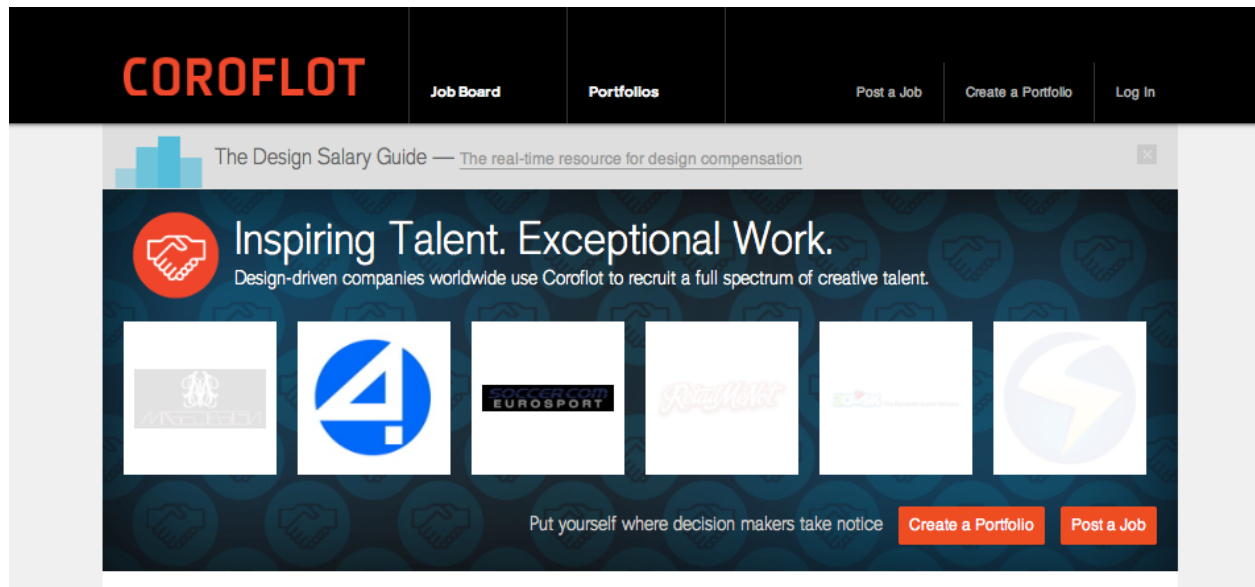 COROFLOT
Job Board
Portfolios
Post a Job
Create a Portfolio
Log In
The Design Salary Guide — The real-time resource for design compensation
Inspiring Talent. Exceptional Work.
Design-driven companies worldwide use Coroflot to recruit a full spectrum of creative talent.
4
SOCCER.COM
EUROSPORT
RetailMeNot
Put yourself where decision makers take notice
Create a Portfolio
Post a Job